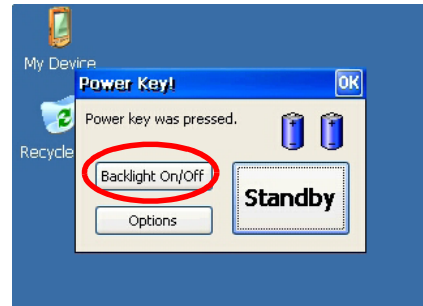 My Device
Power Key!
OK
Power key was pressed.
Recycle
Backlight On/Off
Standby
Options